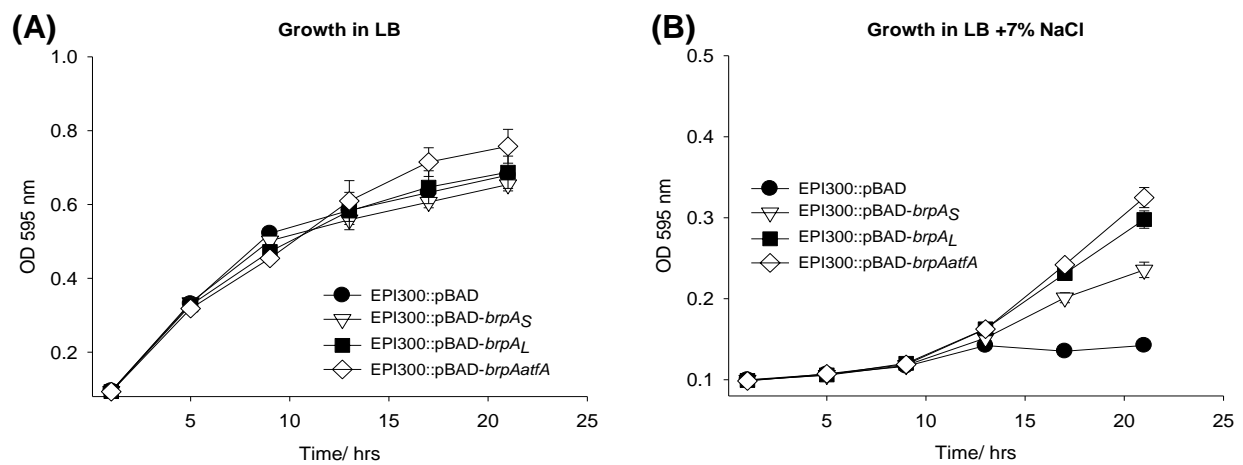 (A)
Growth in LB
1.0
0.8
0.6
0.4
0.2
OD 595 nm
EPI300::pBAD
EPI300::pBAD-brpAS
EPI300::pBAD-brpAL
EPI300::pBAD-brpAatfA
5 10 15 20 25
Time/ hrs
(B)
Growth in LB +7% NaCl
0.5
0.4
0.3
0.2
0.1
OD 595 nm
EPI300::pBAD
EPI300::pBAD-brpAS
EPI300::pBAD-brpAL
EPI300::pBAD-brpAatfA
5 10 15 20 25
Time/ hrs